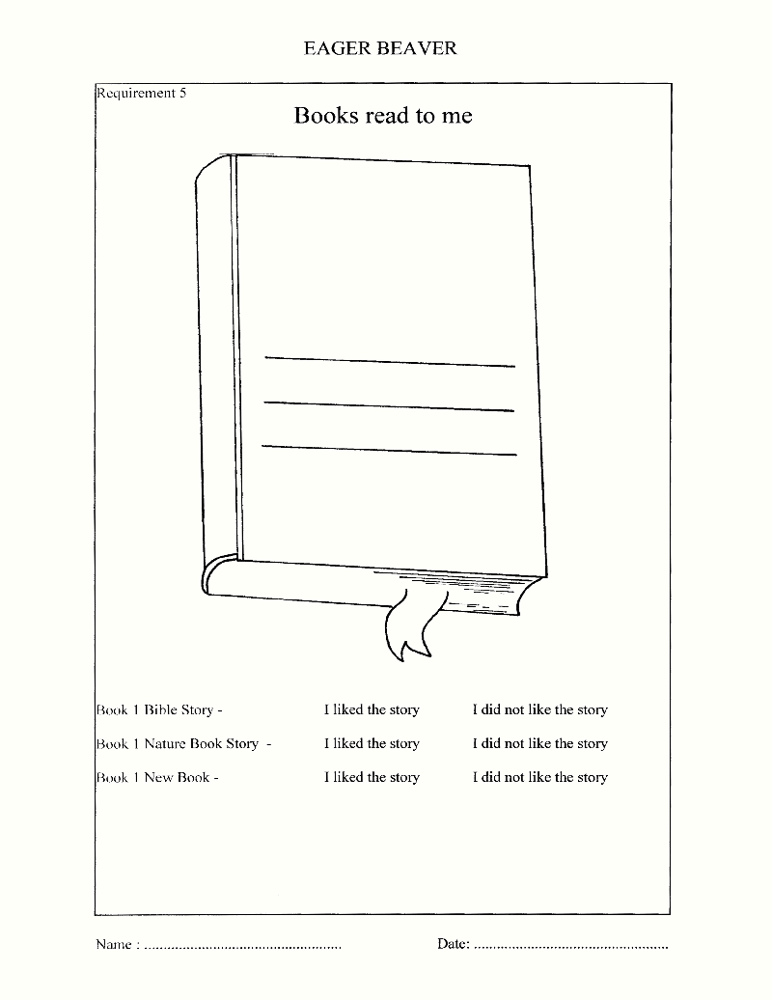 EAGER BEAVER
Requirement 5
Books read to me
Book 1 Bible Story - I liked the story I did not like the story
Book 1 Nature Book Story - I liked the story I did not like the story
Book 1 New Book - I liked the story I did not like the story
Name : ................................................... Date: ..................................................